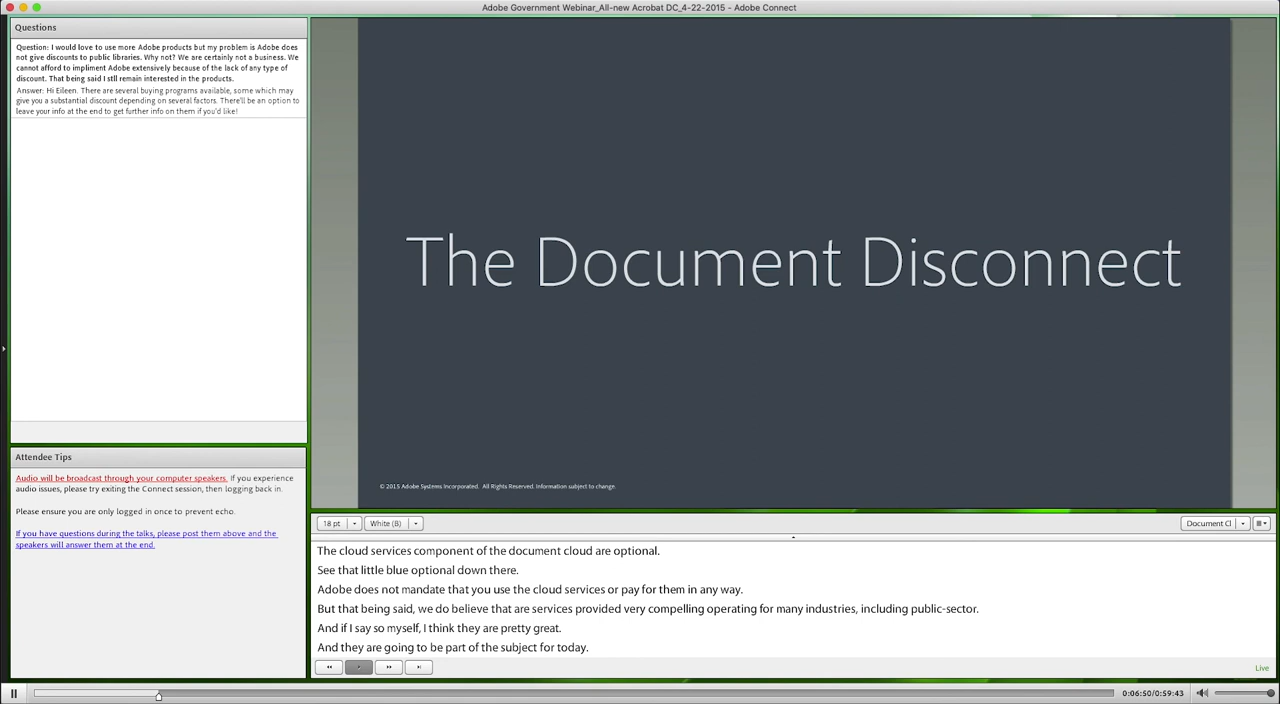 Adobe Government Webinar_All-new Acrobat DC_4-22-2015 - Adobe Connect
Questions
Question: I would love to use more Adobe products but my problem is Adobe does
not give discounts to public libraries. Why not? We are certainly not a business. We
cannot afford to impliment Adobe extensively because of the lack of any type of
discount. That being said I stll remain interested in the products.
Answer: Hi Eileen. There are several buying programs available, some which may
give you a substantial discount depending on several factors. There'll be an option to
leave your info at the end to get further info on them if you'd like!
Attendee Tips
Audio will be broadcast through your computer speakers. If you experience
audio issues, please try exiting the Connect session, then logging back in.
Please ensure you are only logged in once to prevent echo.
If you have questions during the talks, please post them above and the
speakers will answer them at the end.
The Document Disconnect
© 2015 Adobe Systems Incorporated. All Rights Reserved. Information subject to change.
18 pt White (B) Document Cl
The cloud services component of the document cloud are optional.
See that little blue optional down there.
Adobe does not mandate that you use the cloud services or pay for them in any way.
But that being said, we do believe that are services provided very compelling operating for many industries, including public-sector.
And if I say so myself, I think they are pretty great.
And they are going to be part of the subject for today.
Live
0:06:50/0:59:43